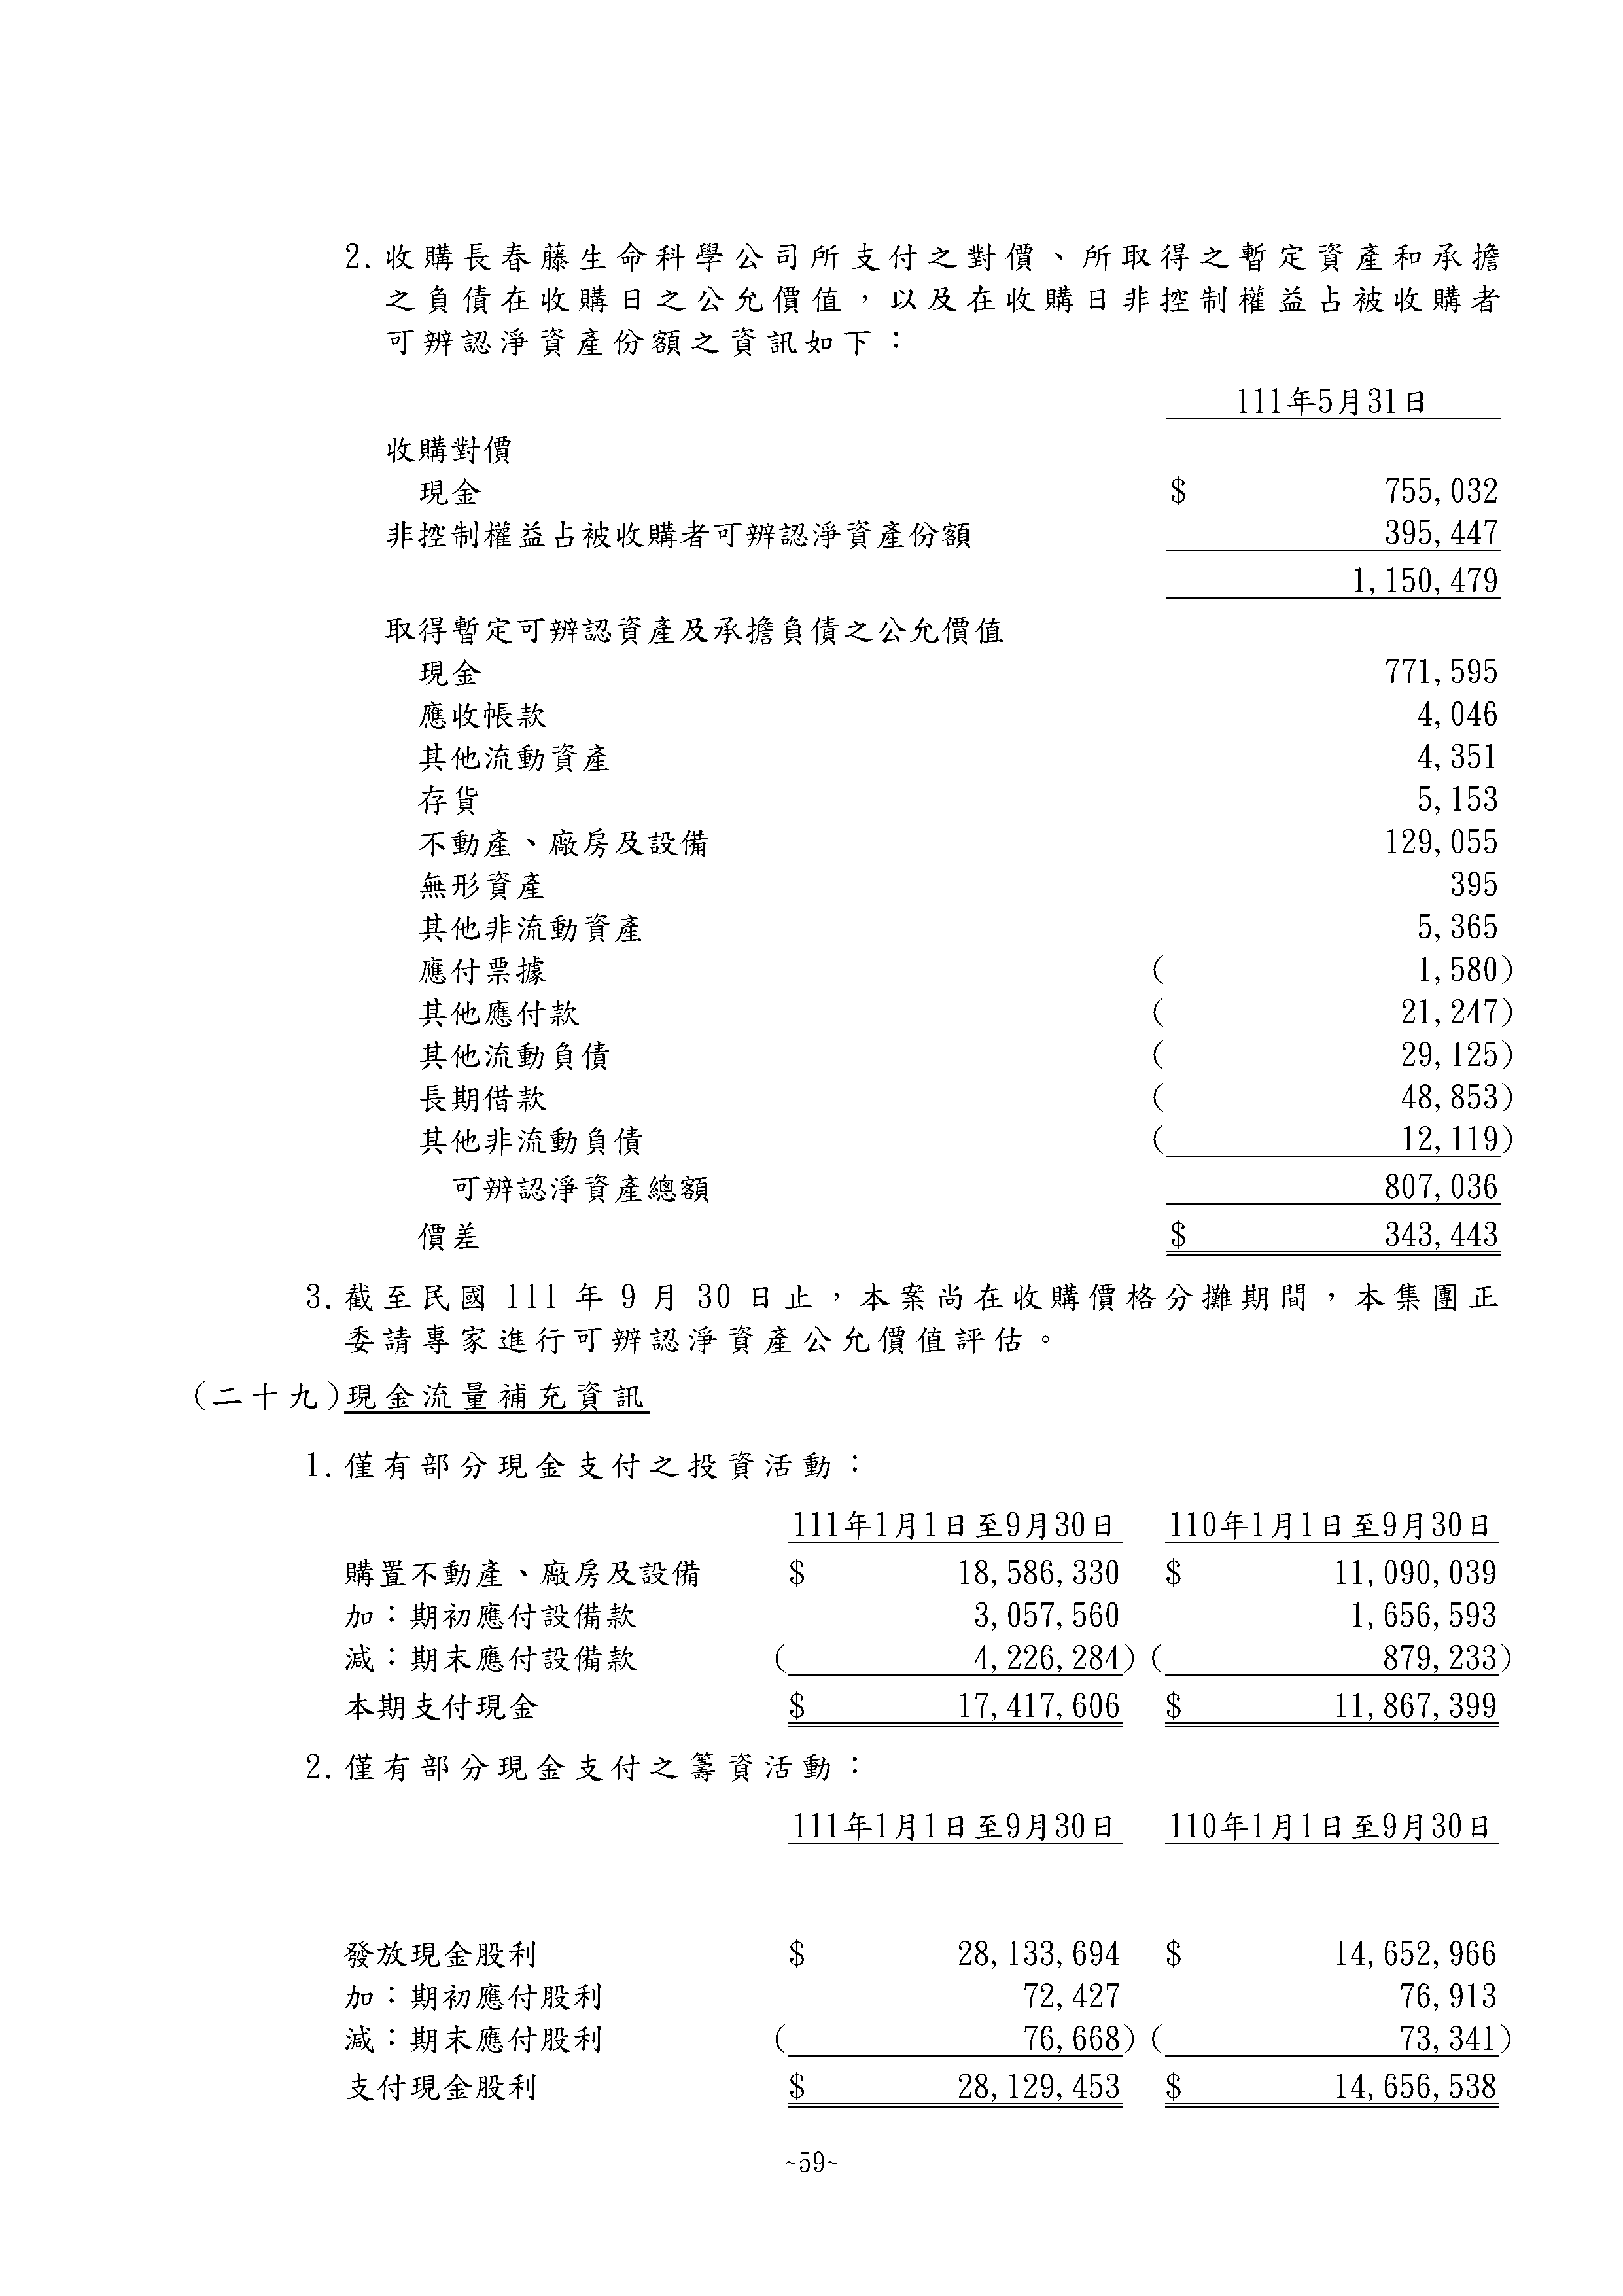 2.收購長春藤生命科學公司所支付之對價、所取得之暫定資產和承擔
之負債在收購日之公允價值，以及在收購日非控制權益占被收購者
可辨認淨資產份額之資訊如下：
111年5月31日
收購對價
現金 $ 755,032
非控制權益占被收購者可辨認淨資產份額 395,447
1,150,479
取得暫定可辨認資產及承擔負債之公允價值
現金 771,595
應收帳款 4,046
其他流動資產 4,351
存貨 5,153
不動產、廠房及設備 129,055
無形資產 395
其他非流動資產 5,365
應付票據 ( 1,580)
其他應付款 ( 21,247)
其他流動負債 ( 29,125)
長期借款 ( 48,853)
其他非流動負債 ( 12,119)
可辨認淨資產總額 807,036
價差 $ 343,443
3.截至民國 111 年 9 月 30 日止，本案尚在收購價格分攤期間，本集團正
委請專家進行可辨認淨資產公允價值評估。
(二十九)現金流量補充資訊
1.僅有部分現金支付之投資活動：
111年1月1日至9月30日 110年1月1日至9月30日
購置不動產、廠房及設備 $ 18,586,330 $ 11,090,039
加：期初應付設備款 3,057,560 1,656,593
減：期末應付設備款 ( 4,226,284) ( 879,233)
本期支付現金 $ 17,417,606 $ 11,867,399
2.僅有部分現金支付之籌資活動：
111年1月1日至9月30日 110年1月1日至9月30日
發放現金股利 $ 28,133,694 $ 14,652,966
加：期初應付股利 72,427 76,913
減：期末應付股利 ( 76,668) ( 73,341)
支付現金股利 $ 28,129,453 $ 14,656,538
~59~